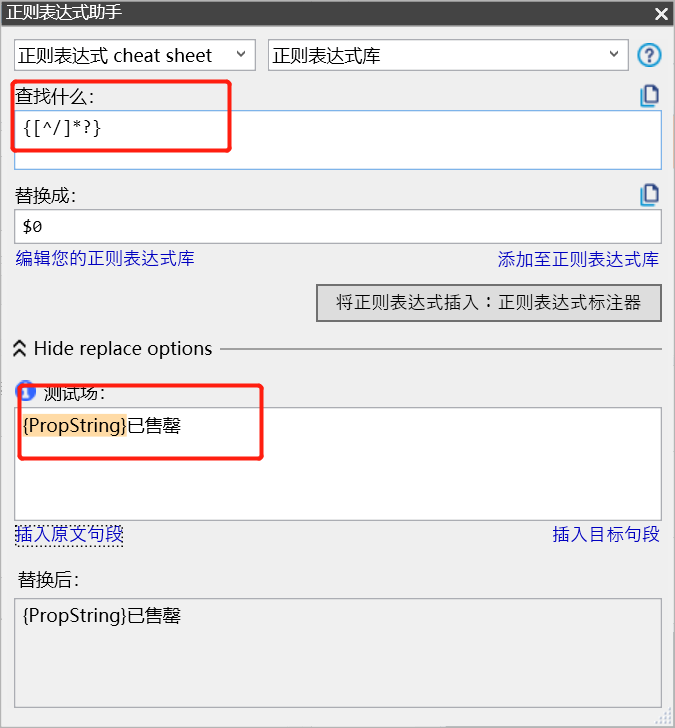 正则表达式助手
正则表达式 cheat sheet
正则表达式库
查找什么:
{[^/]*?}
替换成:
$0
编辑您的正则表达式库
添加至正则表达式库
将正则表达式插入：正则表达式标注器
Hide replace options
测试场:
{PropString}已售罄
插入原文句段
插入目标句段
替换后:
{PropString}已售罄